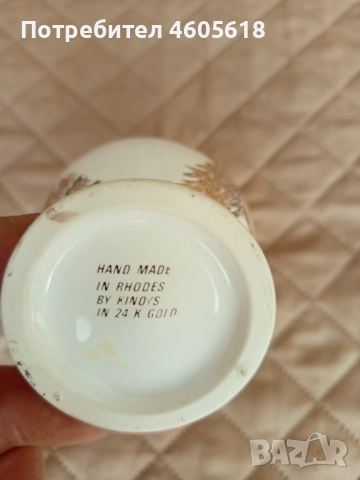 Потребител 4605618
HAND MADE
IN RHODES
BY KINDYS
IN 24 K GOLD
BAZAR